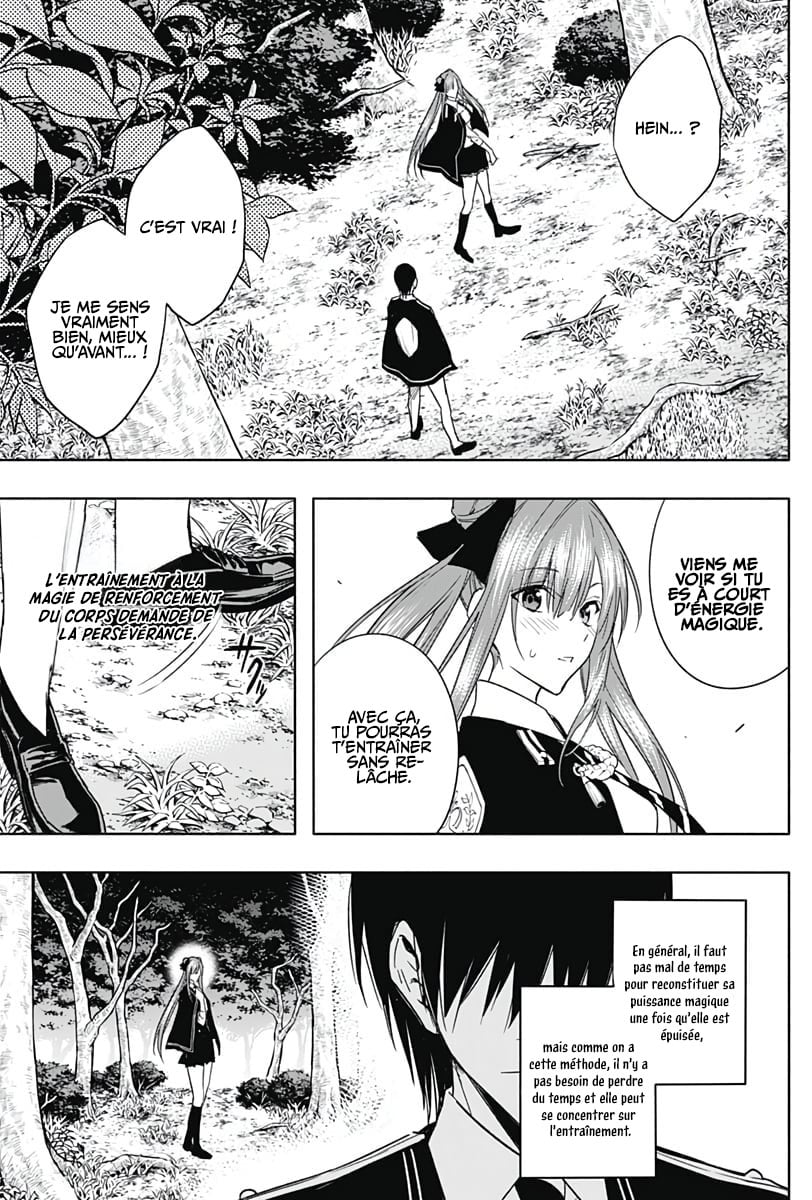 HEIN... ?
C'EST VRAI !
JE ME SENS
VRAIMENT
BIEN, MIEUX
QU'AVANT... !
VIENS ME
VOIR SI TU
ES À COURT
D'ÉNERGIE
MAGIQUE.
AVEC ÇA,
TU POURRAS
T'ENTRAÎNER
SANS RE-
LÂCHE.
L'ENTRAÎNEMENT À LA
MAGIE DE RENFORCEMENT
DU CORPS DEMANDE DE
LA PERSÉVÉRANCE.
En général, il faut
pas mal de temps
pour reconstituer sa
puissance magique
une fois qu'elle est
épuisée,
mais comme on a
cette méthode, il n'y a
pas besoin de perdre
du temps et elle peut
se concentrer sur
l'entraînement.